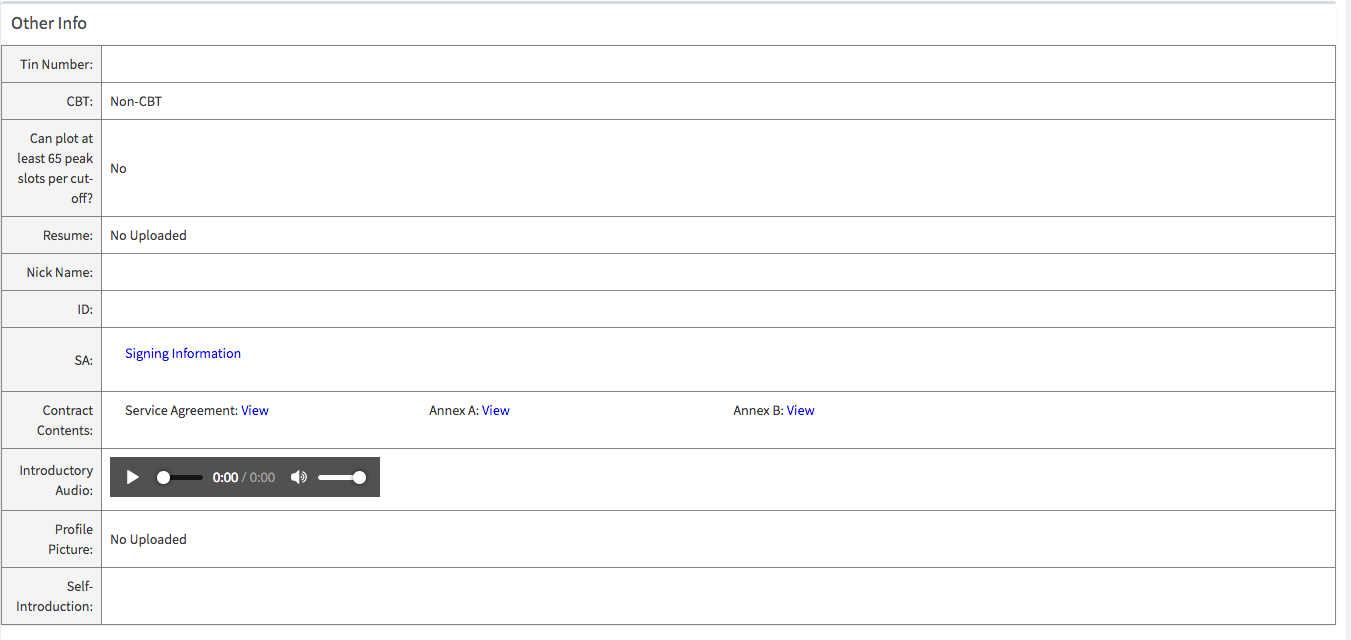 Other Info
Tin Number:
CBT: Non-CBT
Can plot at
least 65 peak
slots per cut-
off?
No
Resume: No Uploaded
Nick Name:
ID:
SA: Signing Information
Contract
Contents:
Service Agreement: View Annex A: View Annex B: View
Introductory
Audio:
0:00 / 0:00
Profile
Picture:
No Uploaded
Self-
Introduction: